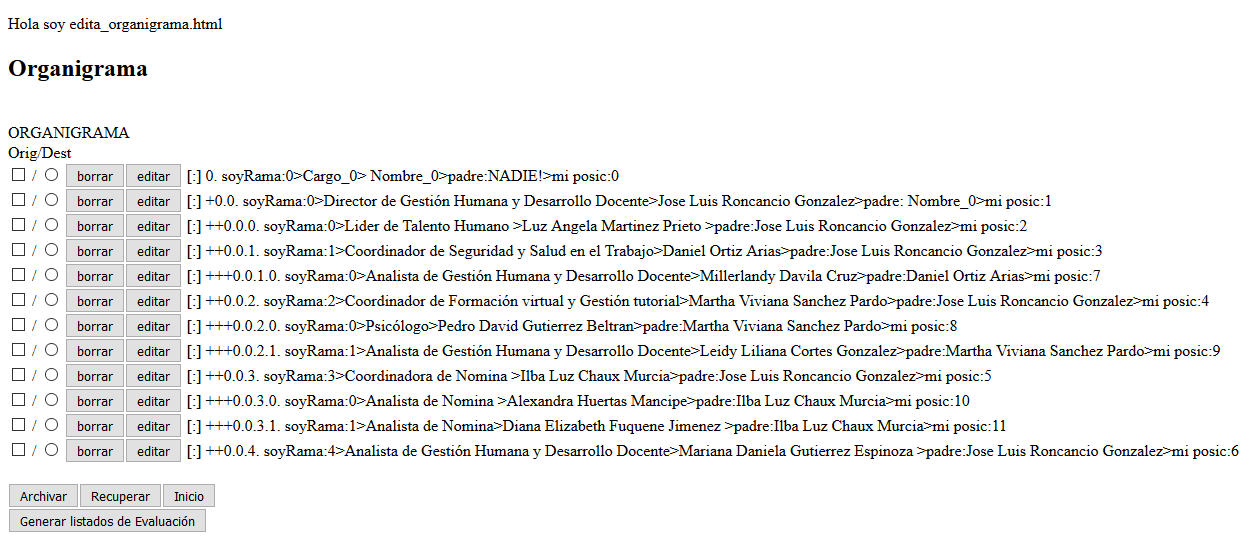 Hola soy edita_organigrama.html
Organigrama
ORGANIGRAMA
Orig/Dest
/ borrar editar [:] 0. soyRama:0>Cargo_0> Nombre_0>padre:NADIE!>mi posic:0
/ borrar editar [:] +0.0. soyRama:0>Director de Gestión Humana y Desarrollo Docente>Jose Luis Roncancio Gonzalez>padre: Nombre_0>mi posic:1
/ borrar editar [:] ++0.0.0. soyRama:0>Lider de Talento Humano >Luz Angela Martinez Prieto >padre:Jose Luis Roncancio Gonzalez>mi posic:2
/ borrar editar [:] ++0.0.1. soyRama:1>Coordinador de Seguridad y Salud en el Trabajo>Daniel Ortiz Arias>padre:Jose Luis Roncancio Gonzalez>mi posic:3
/ borrar editar [:] +++0.0.1.0. soyRama:0>Analista de Gestión Humana y Desarrollo Docente>Millerlandy Davila Cruz>padre:Daniel Ortiz Arias>mi posic:7
/ borrar editar [:] ++0.0.2. soyRama:2>Coordinador de Formación virtual y Gestión tutorial>Martha Viviana Sanchez Pardo>padre:Jose Luis Roncancio Gonzalez>mi posic:4
/ borrar editar [:] +++0.0.2.0. soyRama:0>Psicólogo>Pedro David Gutierrez Beltran>padre:Martha Viviana Sanchez Pardo>mi posic:8
/ borrar editar [:] +++0.0.2.1. soyRama:1>Analista de Gestión Humana y Desarrollo Docente>Leidy Liliana Cortes Gonzalez>padre:Martha Viviana Sanchez Pardo>mi posic:9
/ borrar editar [:] ++0.0.3. soyRama:3>Coordinadora de Nomina >Ilba Luz Chaux Murcia>padre:Jose Luis Roncancio Gonzalez>mi posic:5
/ borrar editar [:] +++0.0.3.0. soyRama:0>Analista de Nomina >Alexandra Huertas Mancipe>padre:Ilba Luz Chaux Murcia>mi posic:10
/ borrar editar [:] +++0.0.3.1. soyRama:1>Analista de Nomina>Diana Elizabeth Fuquene Jimenez >padre:Ilba Luz Chaux Murcia>mi posic:11
/ borrar editar [:] ++0.0.4. soyRama:4>Analista de Gestión Humana y Desarrollo Docente>Mariana Daniela Gutierrez Espinoza >padre:Jose Luis Roncancio Gonzalez>mi posic:6
Archivar Recuperar Inicio
Generar listados de Evaluación